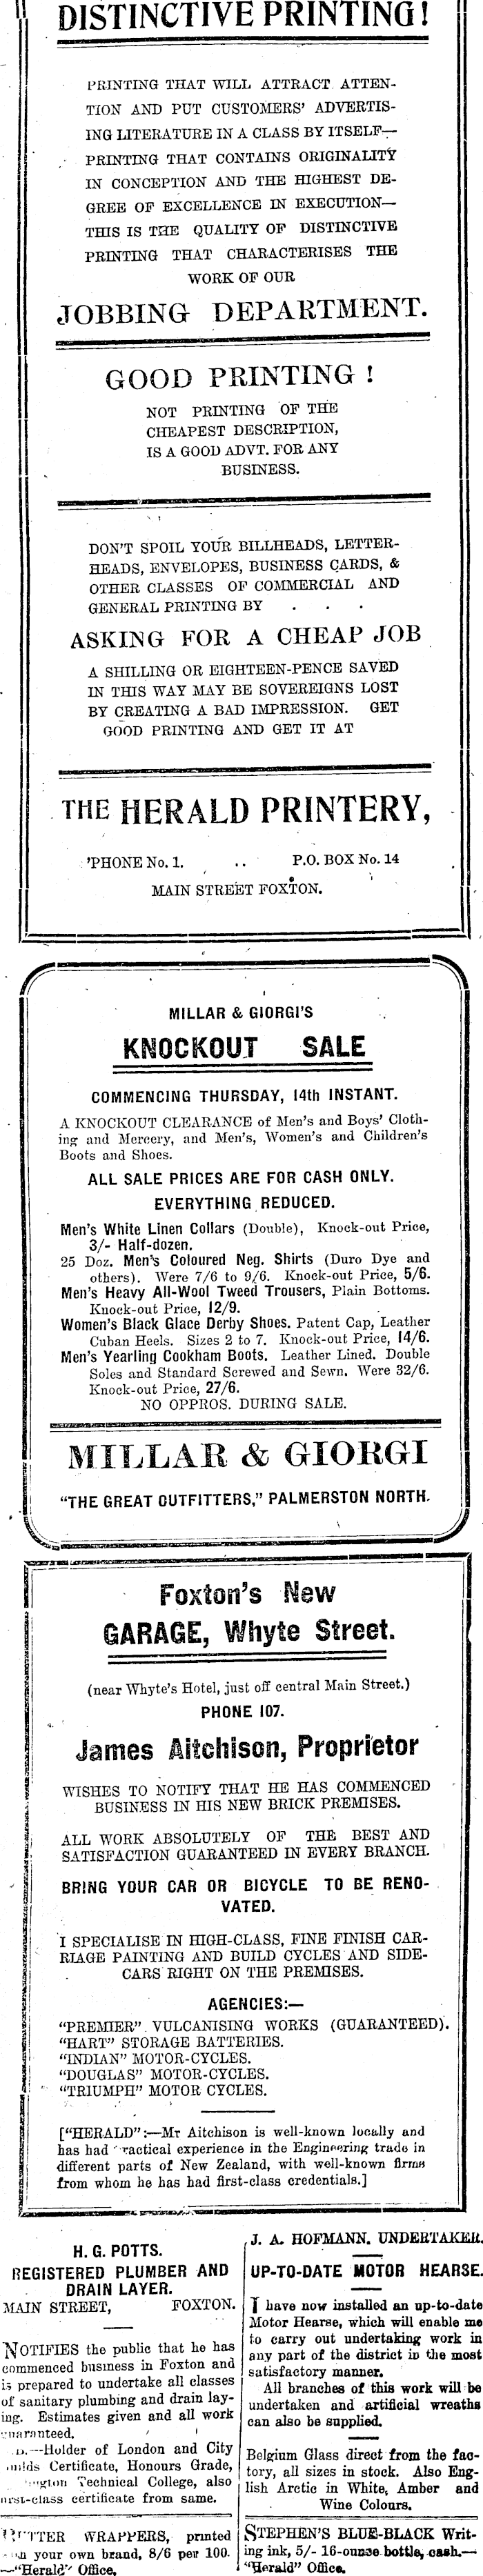 DISTINCTIVE PRINTING!
PRINTING THAT WILL ATTRACT ATTEN-
TION AND PUT CUSTOMERS' ADVERTIS-
ING LITERATURE IN A CLASS BY ITSELF—
PRINTING THAT CONTAINS ORIGINALITY
IN CONCEPTION AND THE HIGHEST DE-
GREE OF EXCELLENCE IN EXECUTION—
THIS IS THE QUALITY OF DISTINCTIVE
PRINTING THAT CHARACTERISES THE
WORK OF OUR
JOBBING DEPARTMENT.
GOOD PRINTING !
NOT PRINTING OF THE
CHEAPEST DESCRIPTION,
IS A GOOD ADVT. FOR ANY
BUSINESS.
DON'T SPOIL YOUR BILLHEADS, LETTER-
HEADS, ENVELOPES, BUSINESS CARDS, &
OTHER CLASSES OF COMMERCIAL AND
GENERAL PRINTING BY . . .
ASKING FOR A CHEAP JOB
A SHILLING OR EIGHTEEN-PENCE SAVED
IN THIS WAY MAY BE SOVEREIGNS LOST
BY CREATING A BAD IMPRESSION. GET
GOOD PRINTING AND GET IT AT
THE HERALD PRINTERY,
'PHONE No. 1. .. P.O. BOX No. 14
MAIN STREET FOXTON.
MILLAR & GIORGI'S
KNOCKOUT SALE
COMMENCING THURSDAY, 14th INSTANT.
A KNOCKOUT CLEARANCE of Men's and Boys' Cloth-
ing and Mercery, and Men's, Women's and Children's
Boots and Shoes.
ALL SALE PRICES ARE FOR CASH ONLY.
EVERYTHING REDUCED.
Men's White Linen Collars (Double), Knock-out Price,
3/- Half-dozen.
25 Doz. Men's Coloured Neg. Shirts (Duro Dye and
others). Were 7/6 to 9/6. Knock-out Price, 5/6.
Men's Heavy All-Wool Tweed Trousers, Plain Bottoms.
Knock-out Price, 12/9.
Women's Black Glace Derby Shoes. Patent Cap, Leather
Cuban Heels. Sizes 2 to 7. Knock-out Price, 14/6.
Men's Yearling Cookham Boots. Leather Lined. Double
Soles and Standard Screwed and Sewn. Were 32/6.
Knock-out Price, 27/6.
NO OPPROS. DURING SALE.
MILLAR & GIORGI
"THE GREAT OUTFITTERS," PALMERSTON NORTH.
Foxton's New
GARAGE, Whyte Street.
(near Whyte's Hotel, just off central Main Street.)
PHONE 107.
James Aitchison, Proprietor
WISHES TO NOTIFY THAT HE HAS COMMENCED
BUSINESS IN HIS NEW BRICK PREMISES.
ALL WORK ABSOLUTELY OF THE BEST AND
SATISFACTION GUARANTEED IN EVERY BRANCH.
BRING YOUR CAR OR BICYCLE TO BE RENO-
VATED.
I SPECIALISE IN HIGH-CLASS, FINE FINISH CAR-
RIAGE PAINTING AND BUILD CYCLES AND SIDE-
CARS RIGHT ON THE PREMISES.
AGENCIES:—
"PREMIER" VULCANISING WORKS (GUARANTEED).
"HART" STORAGE BATTERIES.
"INDIAN" MOTOR-CYCLES.
"DOUGLAS" MOTOR-CYCLES.
"TRIUMPH" MOTOR CYCLES.
["HERALD":—Mr Aitchison is well-known locally and
has had practical experience in the Engineering trade in
different parts of New Zealand, with well-known firms
from whom he has had first-class credentials.]
H. G. POTTS.
REGISTERED PLUMBER AND
DRAIN LAYER.
MAIN STREET, FOXTON.
NOTIFIES the public that he has
commenced business in Foxton and
is prepared to undertake all classes
of sanitary plumbing and drain lay-
ing. Estimates given and all work
guaranteed.
—Holder of London and City
Certificate, Honours Grade,
Technical College, also
first-class certificate from same.
BUTTER WRAPPERS, printed
your own brand, 8/6 per 100.
—"Herald" Office,
J. A. HOFMANN. UNDERTAKER.
UP-TO-DATE MOTOR HEARSE.
I have now installed an up-to-date
Motor Hearse, which will enable me
to carry out undertaking work in
any part of the district in the most
satisfactory manner.
All branches of this work will be
undertaken and artificial wreaths
can also be supplied.
Belgium Glass direct from the fac-
tory, all sizes in stock. Also Eng-
lish Arctic in White, Amber and
Wine Colours.
STEPHEN'S BLUE-BLACK Writ-
ing ink, 5/- 16-ounse bottle, cash.—
"Herald" Office.